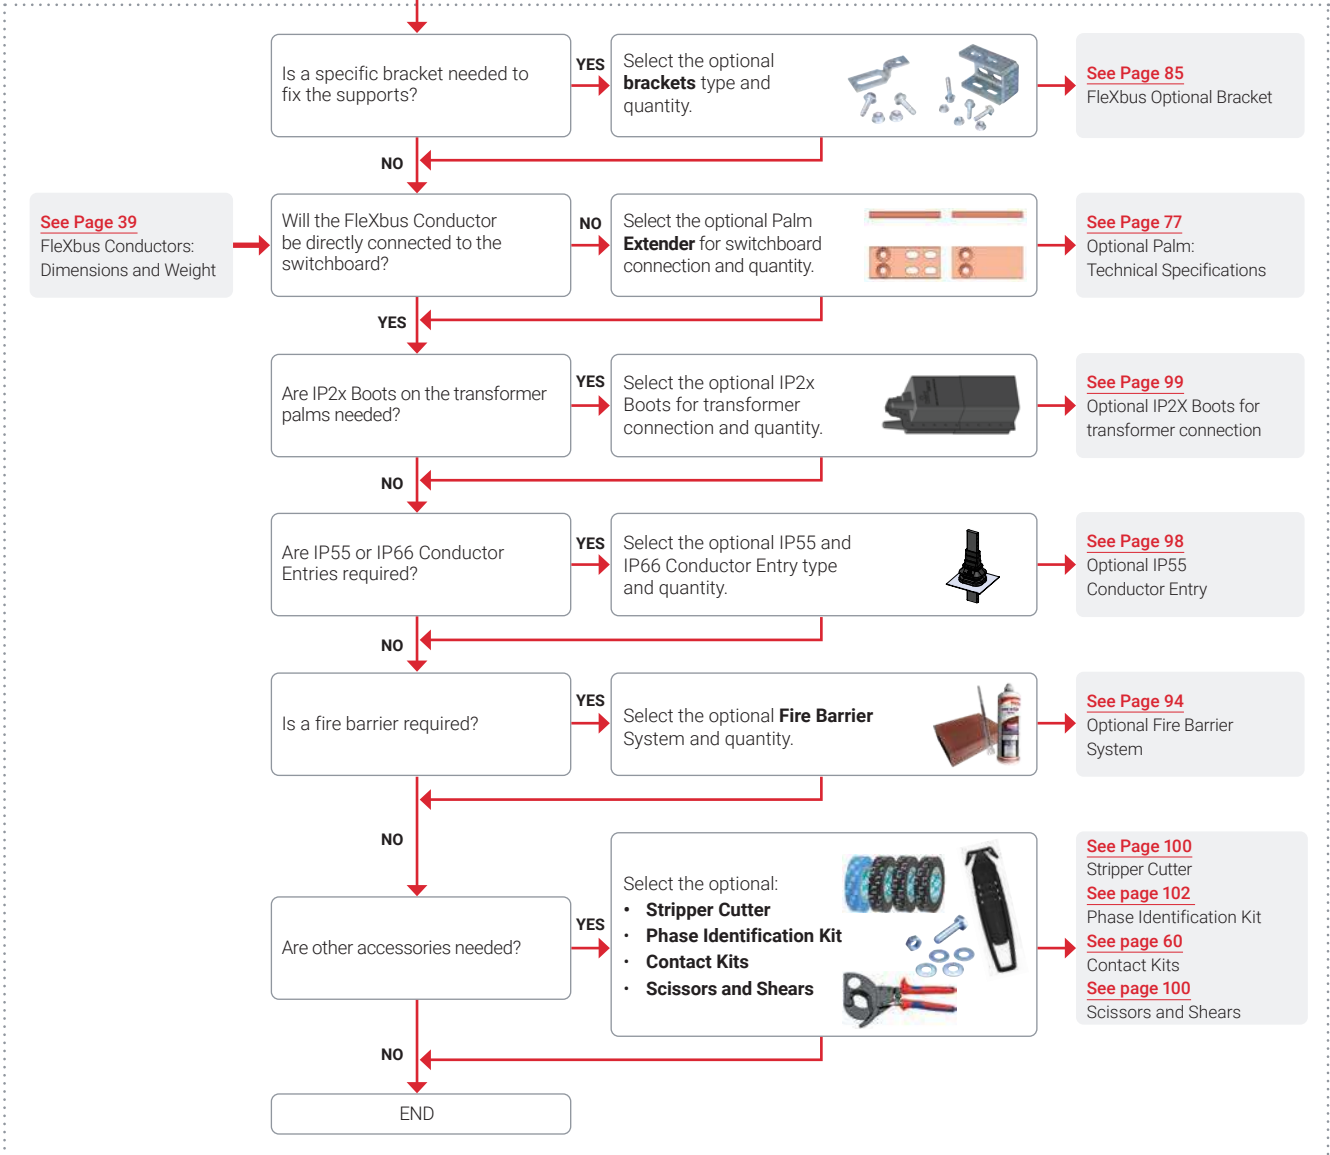 Is a specific bracket needed to
fix the supports?
YES
Select the optional
brackets type and
quantity.
See Page 85
FleXbus Optional Bracket
NO
See Page 39
FleXbus Conductors:
Dimensions and Weight
Will the FleXbus Conductor
be directly connected to the
switchboard?
NO
Select the optional Palm
Extender for switchboard
connection and quantity.
See Page 77
Optional Palm:
Technical Specifications
YES
Are IP2x Boots on the transformer
palms needed?
YES
Select the optional IP2x
Boots for transformer
connection and quantity.
See Page 99
Optional IP2X Boots for
transformer connection
NO
Are IP55 or IP66 Conductor
Entries required?
YES
Select the optional IP55 and
IP66 Conductor Entry type
and quantity.
See Page 98
Optional IP55
Conductor Entry
NO
Is a fire barrier required?
YES
Select the optional Fire Barrier
System and quantity.
See Page 94
Optional Fire Barrier
System
NO
Are other accessories needed?
YES
Select the optional:
• Stripper Cutter
• Phase Identification Kit
• Contact Kits
• Scissors and Shears
See Page 100
Stripper Cutter
See page 102
Phase Identification Kit
See page 60
Contact Kits
See page 100
Scissors and Shears
NO
END